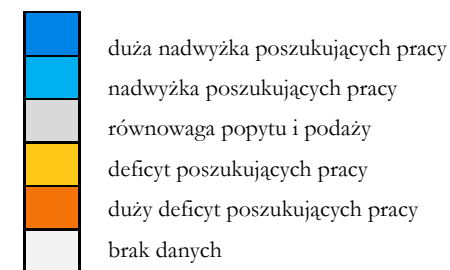 duża nadwyżka poszukujących pracy
nadwyżka poszukujących pracy
równowaga popytu i podaży
deficyt poszukujących pracy
duży deficyt poszukujących pracy
brak danych